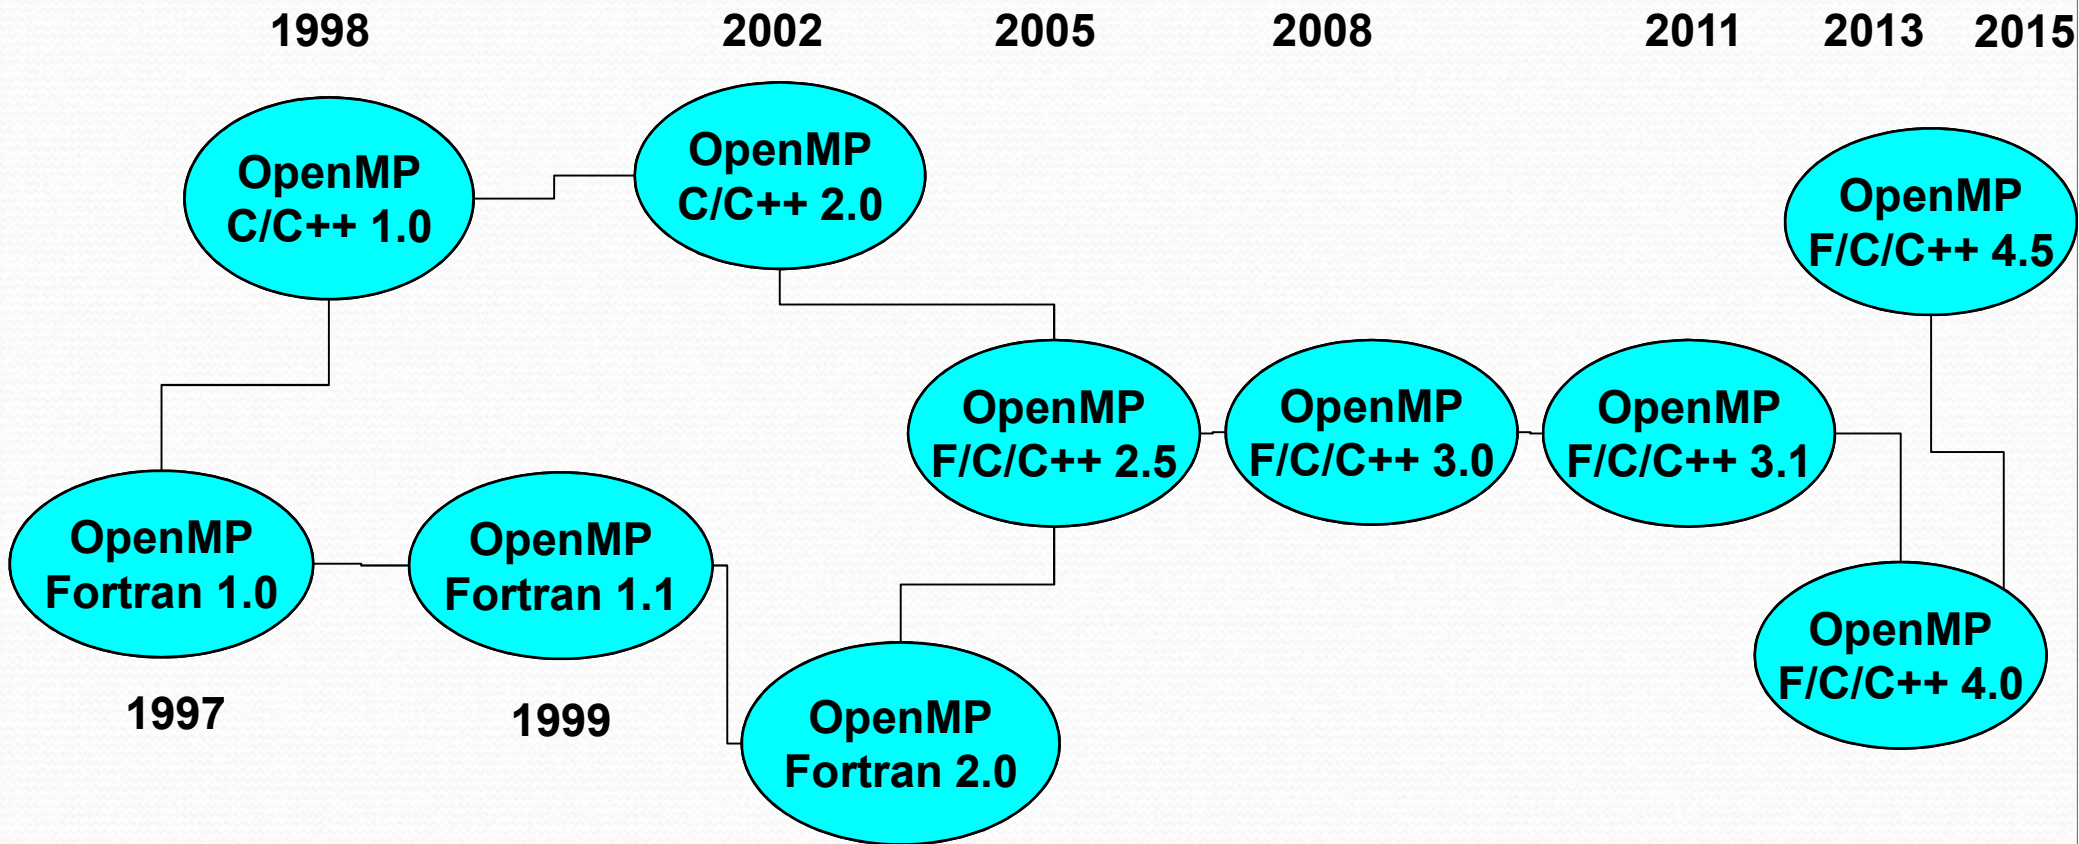 1998
2002
2005
2008
2011
2013
2015
OpenMP
C/C++ 1.0
OpenMP
C/C++ 2.0
OpenMP
F/C/C++ 4.5
OpenMP
F/C/C++ 2.5
OpenMP
F/C/C++ 3.0
OpenMP
F/C/C++ 3.1
OpenMP
Fortran 1.0
OpenMP
Fortran 1.1
OpenMP
F/C/C++ 4.0
1997
1999
OpenMP
Fortran 2.0